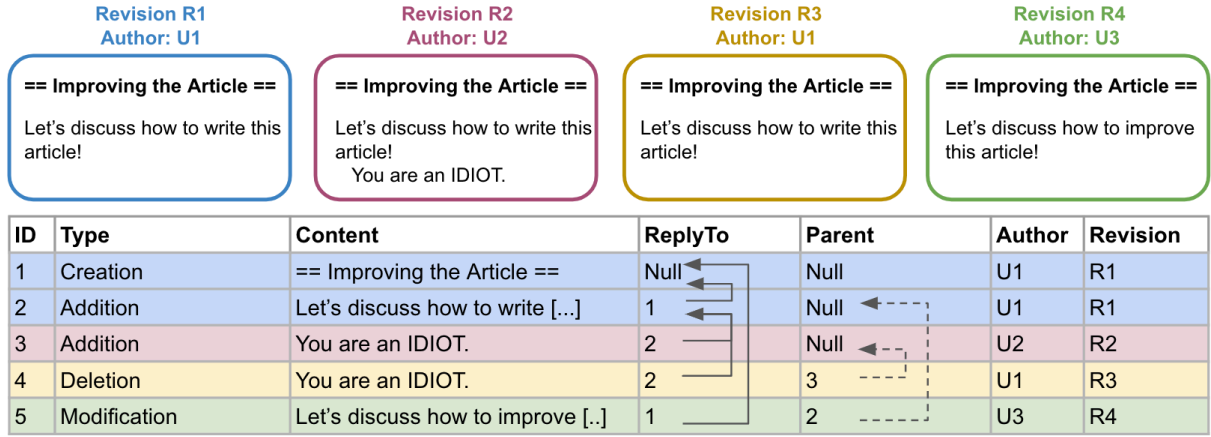 Revision R1
Author: U1
Revision R2
Author: U2
Revision R3
Author: U1
Revision R4
Author: U3
== Improving the Article ==
Let's discuss how to write this
article!
== Improving the Article ==
Let's discuss how to write this
article!
You are an IDIOT.
== Improving the Article ==
Let's discuss how to write this
article!
== Improving the Article ==
Let's discuss how to improve
this article!
ID Type Content ReplyTo Parent Author Revision
1 Creation == Improving the Article == Null Null U1 R1
2 Addition Let's discuss how to write [...] 1 Null U1 R1
3 Addition You are an IDIOT. 2 Null U2 R2
4 Deletion You are an IDIOT. 2 3 U1 R3
5 Modification Let's discuss how to improve [..] 1 2 U3 R4